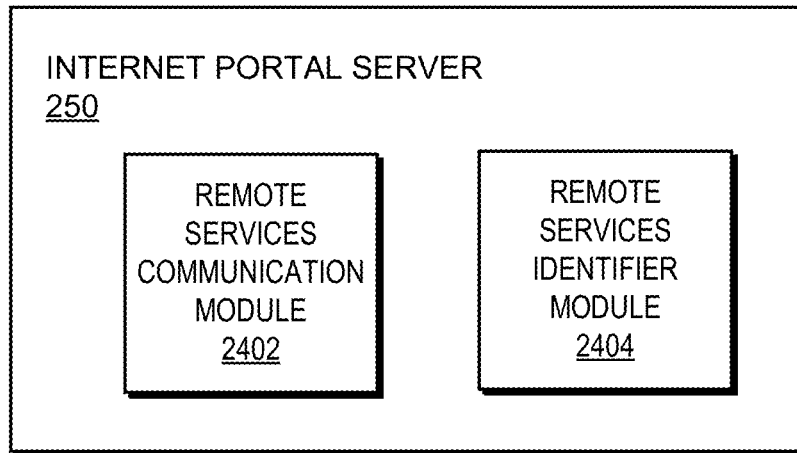 INTERNET PORTAL SERVER
250
REMOTE
SERVICES
COMMUNICATION
MODULE
2402
REMOTE
SERVICES
IDENTIFIER
MODULE
2404